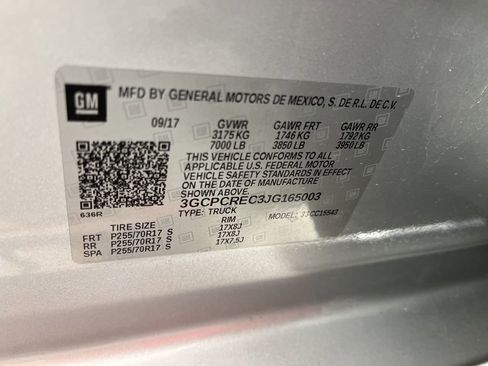 GM
MFD BY GENERAL MOTORS DE MEXICO, S. DE R.L. DE C.V.
09/17 GVWR GAWR FRT GAWR RR
3175 KG 1746 KG 1792 KG
7000 LB 3850 LB 3950 LB
THIS VEHICLE CONFORMS TO ALL
APPLICABLE U.S. FEDERAL MOTOR
VEHICLE SAFETY STANDARDS IN EFFECT
ON THE DATE OF MANUFACTURE
SHOWN ABOVE.
3GCPCREC3JG165003
636R TYPE: TRUCK MODEL: 33CC15543
TIRE SIZE RIM
FRT P255/70R17 S 17X8J
RR P255/70R17 S 17X8J
SPA P255/70R17 S 17X7.5J